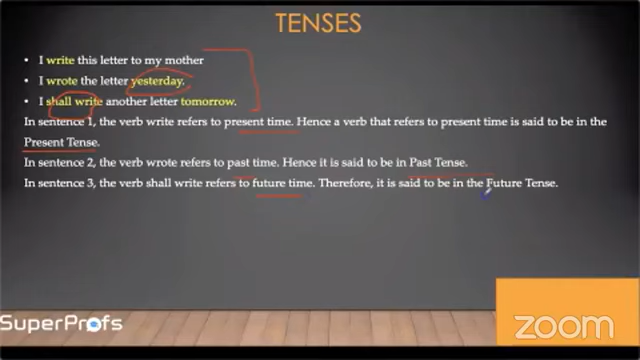 TENSES
• I write this letter to my mother
• I wrote the letter yesterday.
• I shall write another letter tomorrow.
In sentence 1, the verb write refers to present time. Hence a verb that refers to present time is said to be in the
Present Tense.
In sentence 2, the verb wrote refers to past time. Hence it is said to be in Past Tense.
In sentence 3, the verb shall write refers to future time. Therefore, it is said to be in the Future Tense.
SuperProfs
zoom